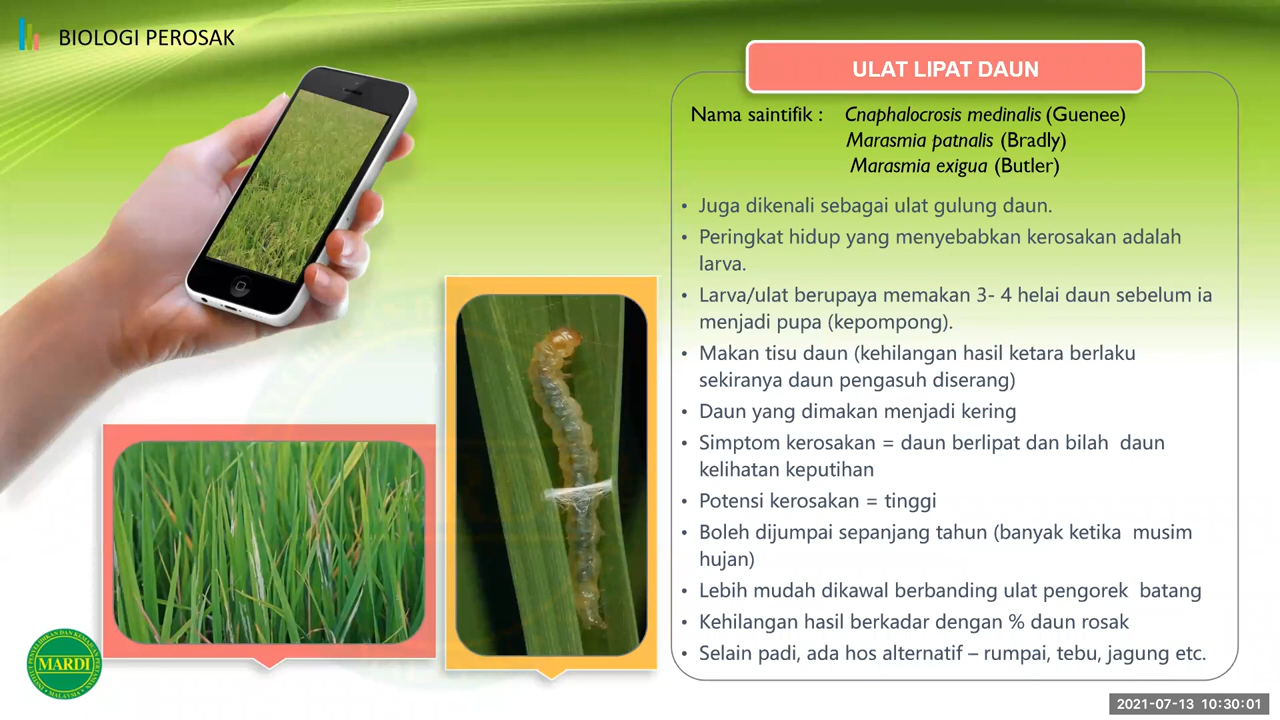 BIOLOGI PEROSAK
ULAT LIPAT DAUN
Nama saintifik : Cnaphalocrosis medinalis (Guenee)
Marasmia patnalis (Bradly)
Marasmia exigua (Butler)
• Juga dikenali sebagai ulat gulung daun.
• Peringkat hidup yang menyebabkan kerosakan adalah
larva.
• Larva/ulat berupaya memakan 3- 4 helai daun sebelum ia
menjadi pupa (kepompong).
• Makan tisu daun (kehilangan hasil ketara berlaku
sekiranya daun pengasuh diserang)
• Daun yang dimakan menjadi kering
• Simptom kerosakan = daun berlipat dan bilah daun
kelihatan keputihan
• Potensi kerosakan = tinggi
• Boleh dijumpai sepanjang tahun (banyak ketika musim
hujan)
• Lebih mudah dikawal berbanding ulat pengorek batang
• Kehilangan hasil berkadar dengan % daun rosak
• Selain padi, ada hos alternatif – rumpai, tebu, jagung etc.
MARDI
2021-07-13 10:30:01